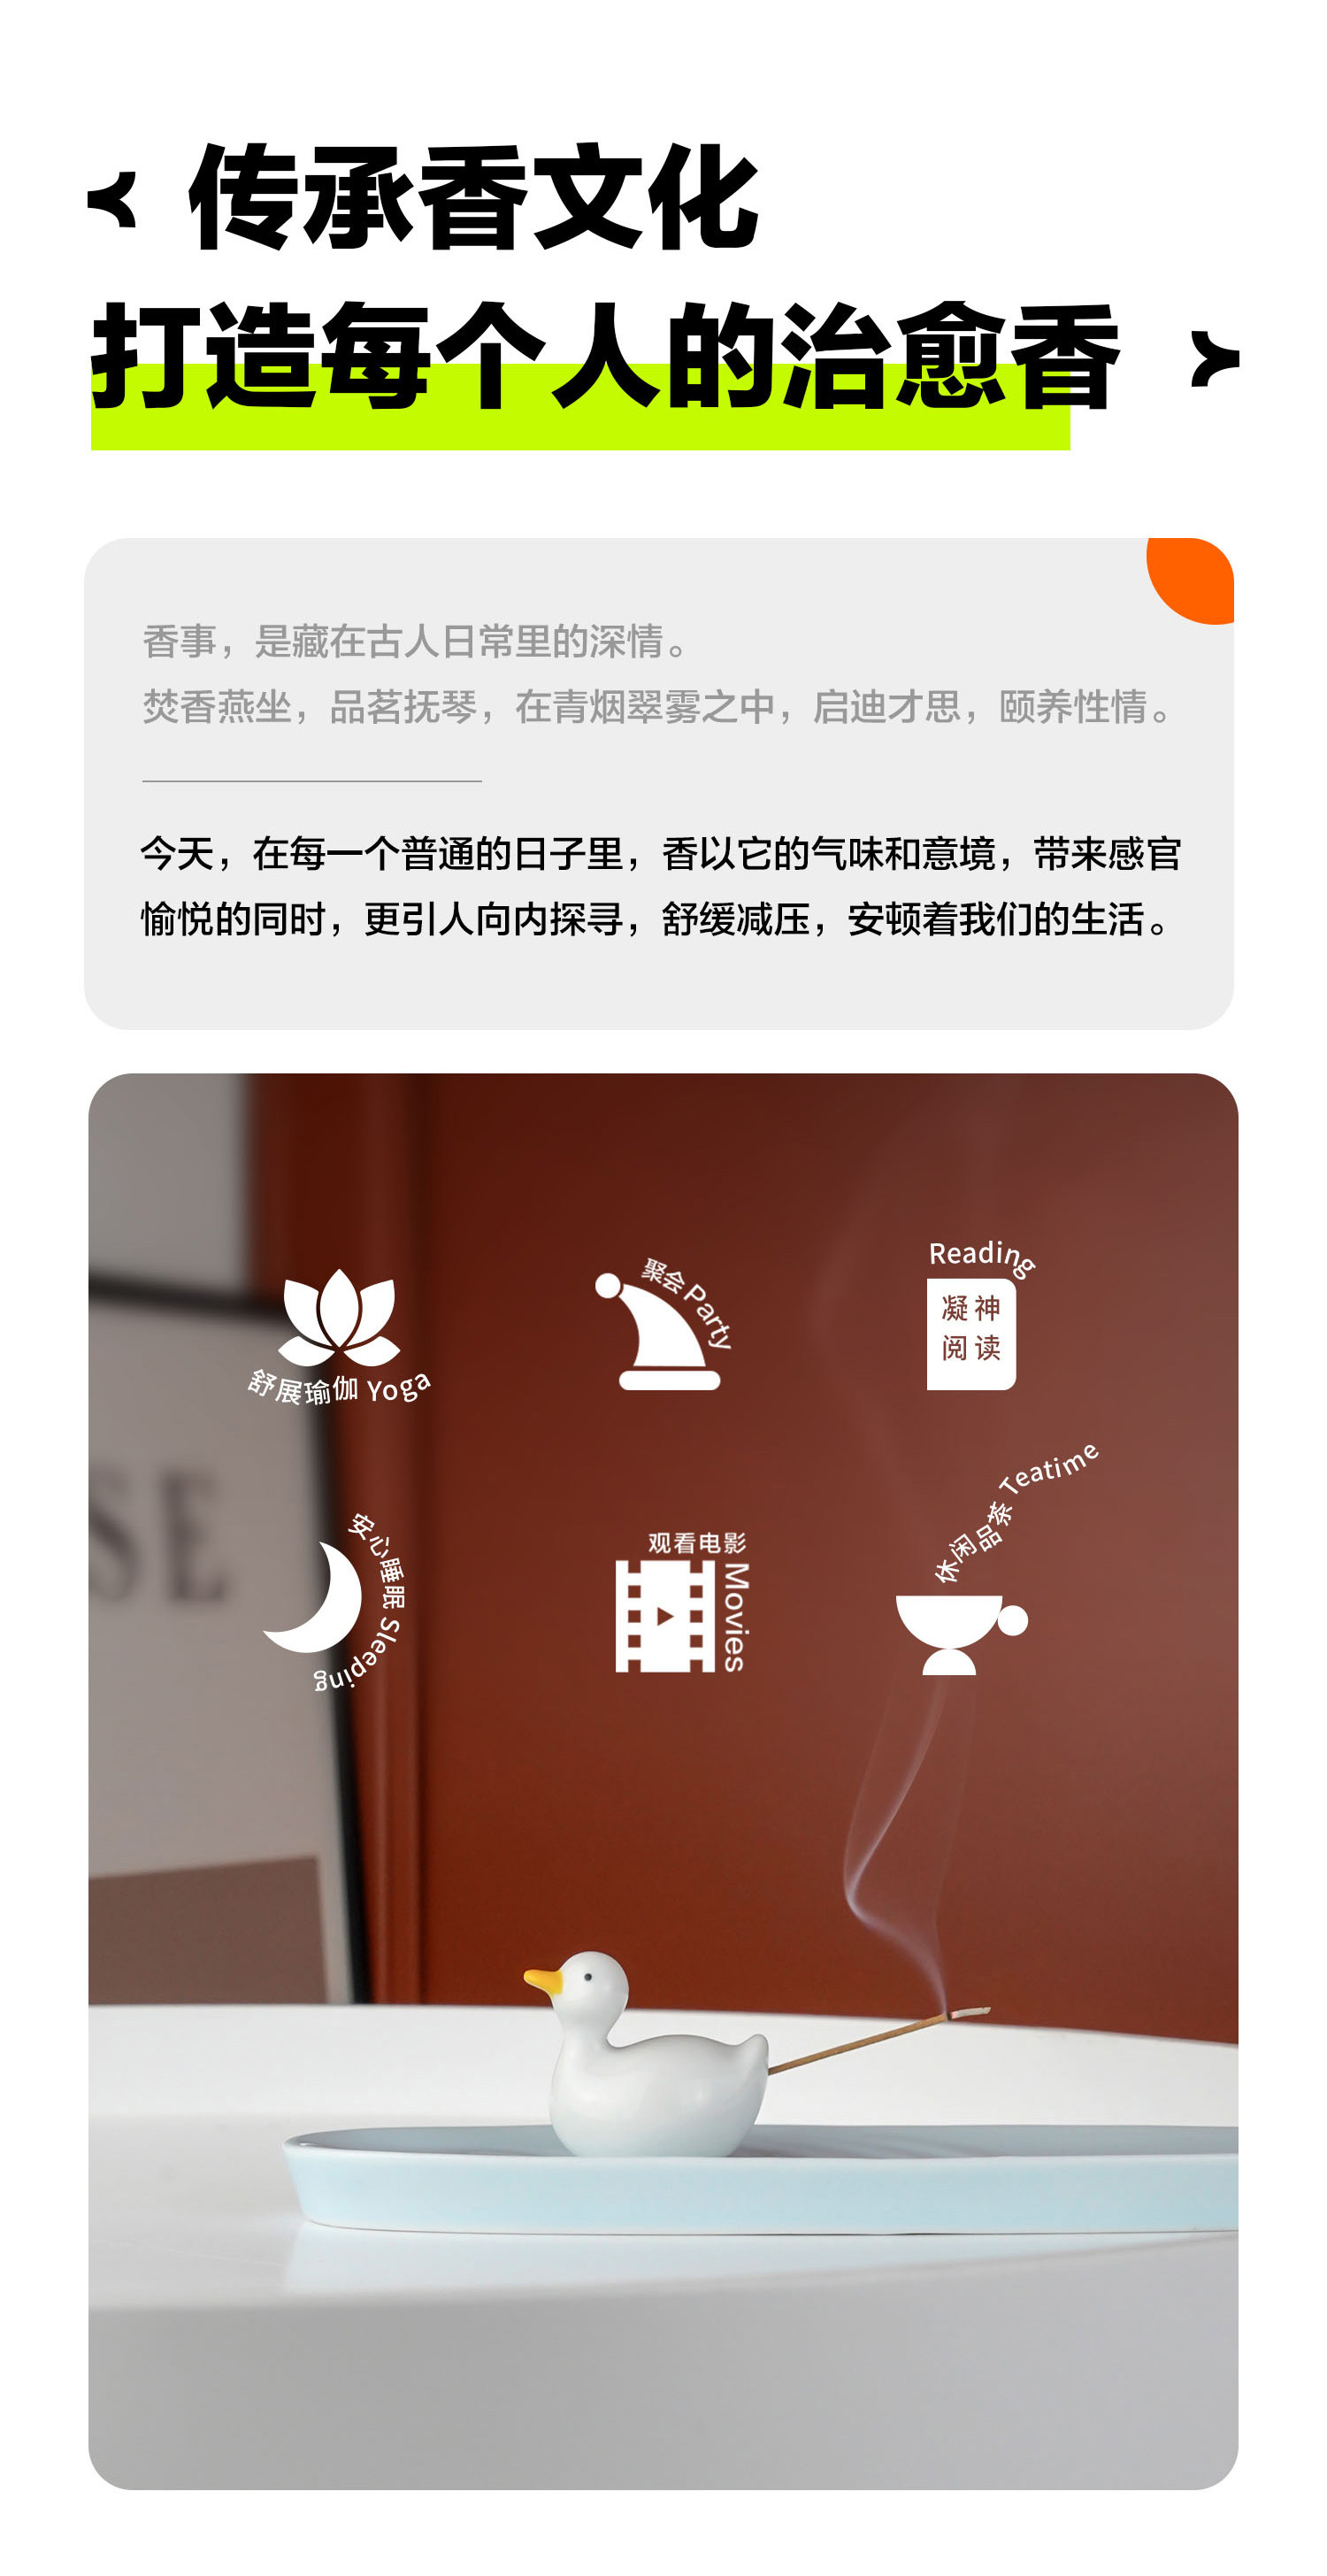 传承香文化
打造每个人的治愈香
香事，是藏在古人日常里的深情。
焚香燕坐，品茗抚琴，在青烟翠雾之中，启迪才思，颐养性情。
今天，在每一个普通的日子里，香以它的气味和意境，带来感官
愉悦的同时，更引人向内探寻，舒缓减压，安顿着我们的生活。
舒展瑜伽 Yoga
聚会 Party
Reading
凝神
阅读
安心睡眠 Sleeping
观看电影
Movies
休闲品茶 Teatime
SE